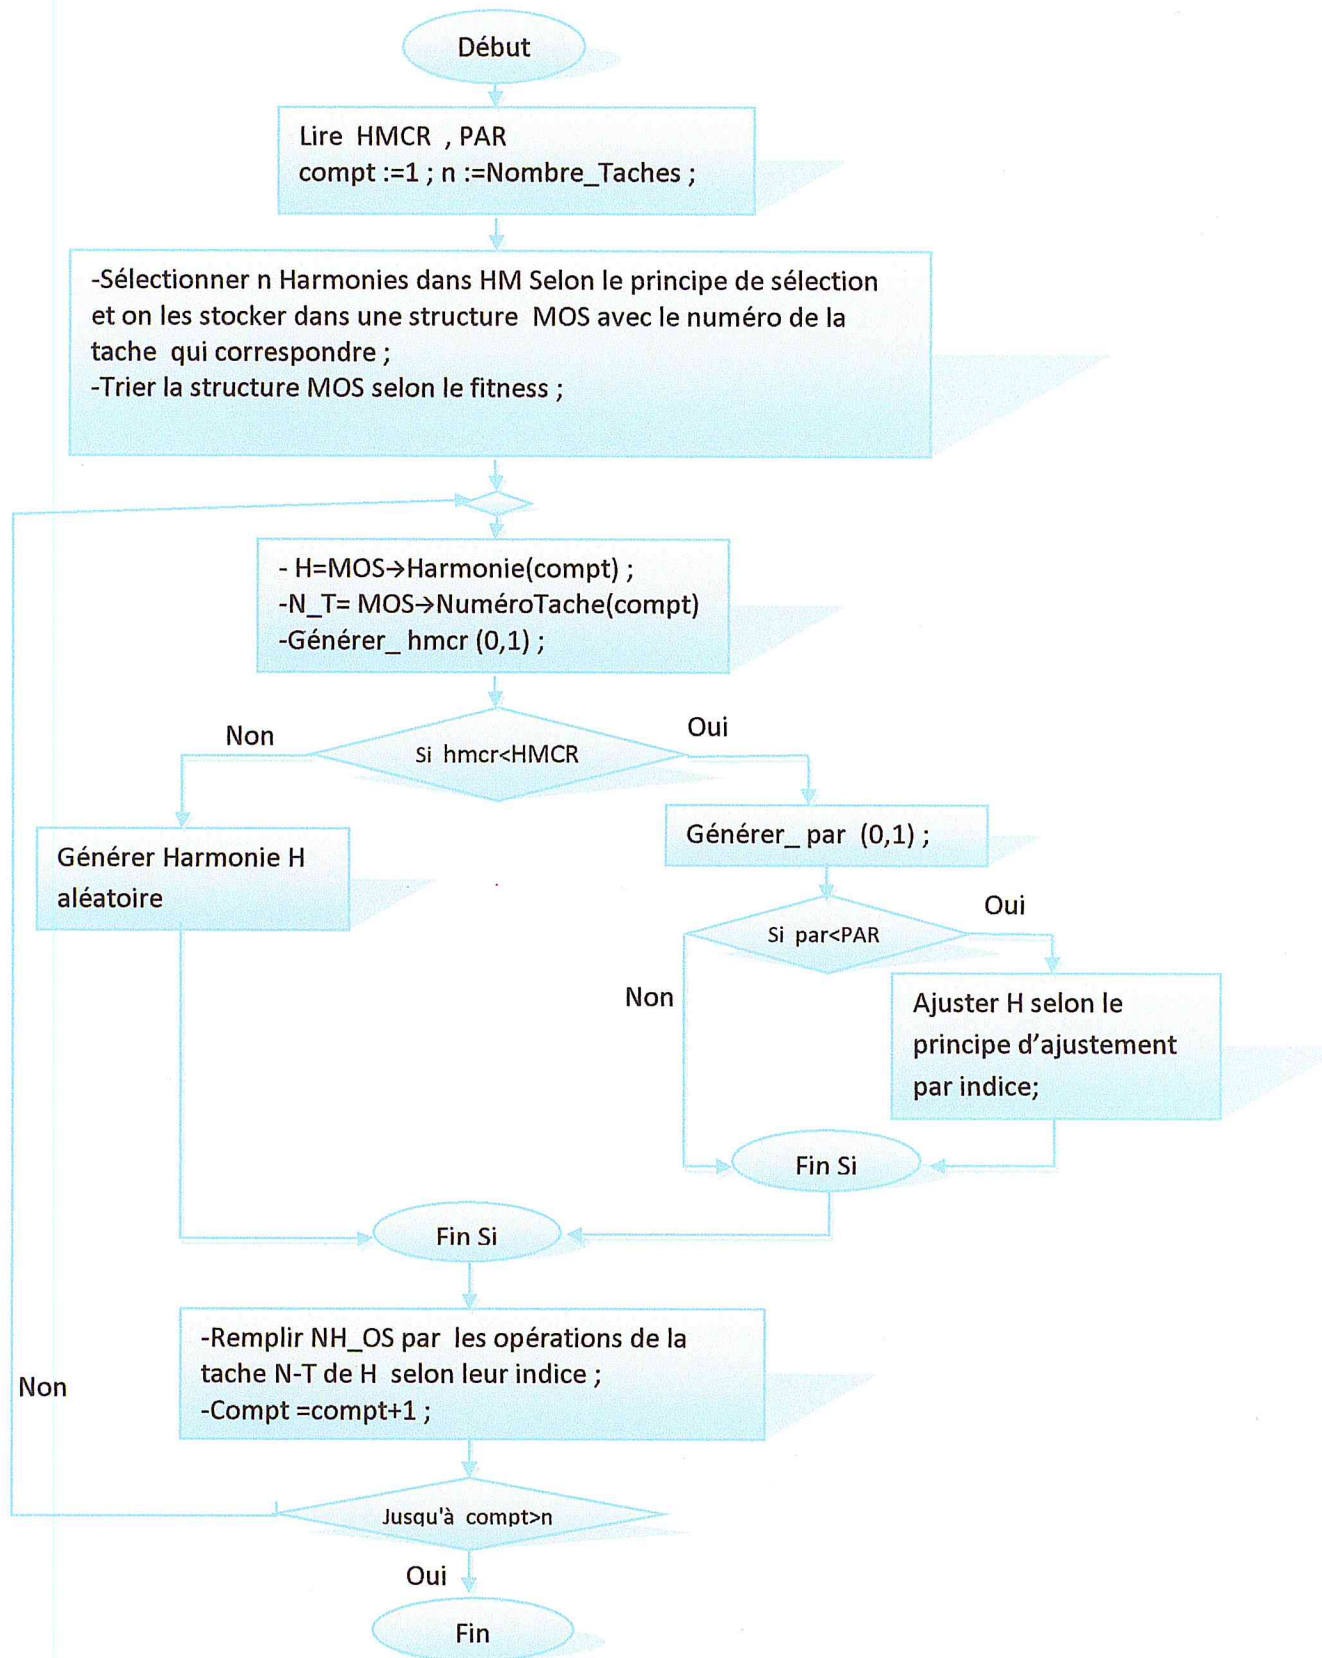 Début
Lire HMCR , PAR
compt :=1 ; n :=Nombre_Taches ;
-Sélectionner n Harmonies dans HM Selon le principe de sélection
et on les stocker dans une structure MOS avec le numéro de la
tache qui correspondre ;
-Trier la structure MOS selon le fitness ;
- H=MOS→Harmonie(compt) ;
-N_T= MOS→NuméroTache(compt)
-Générer_ hmcr (0,1) ;
Non
Oui
Si hmcr<HMCR
Générer Harmonie H
aléatoire
Générer_ par (0,1) ;
Oui
Si par<PAR
Non
Ajuster H selon le
principe d'ajustement
par indice;
Fin Si
Fin Si
-Remplir NH_OS par les opérations de la
tache N-T de H selon leur indice ;
-Compt =compt+1 ;
Non
Jusqu'à compt>n
Oui
Fin